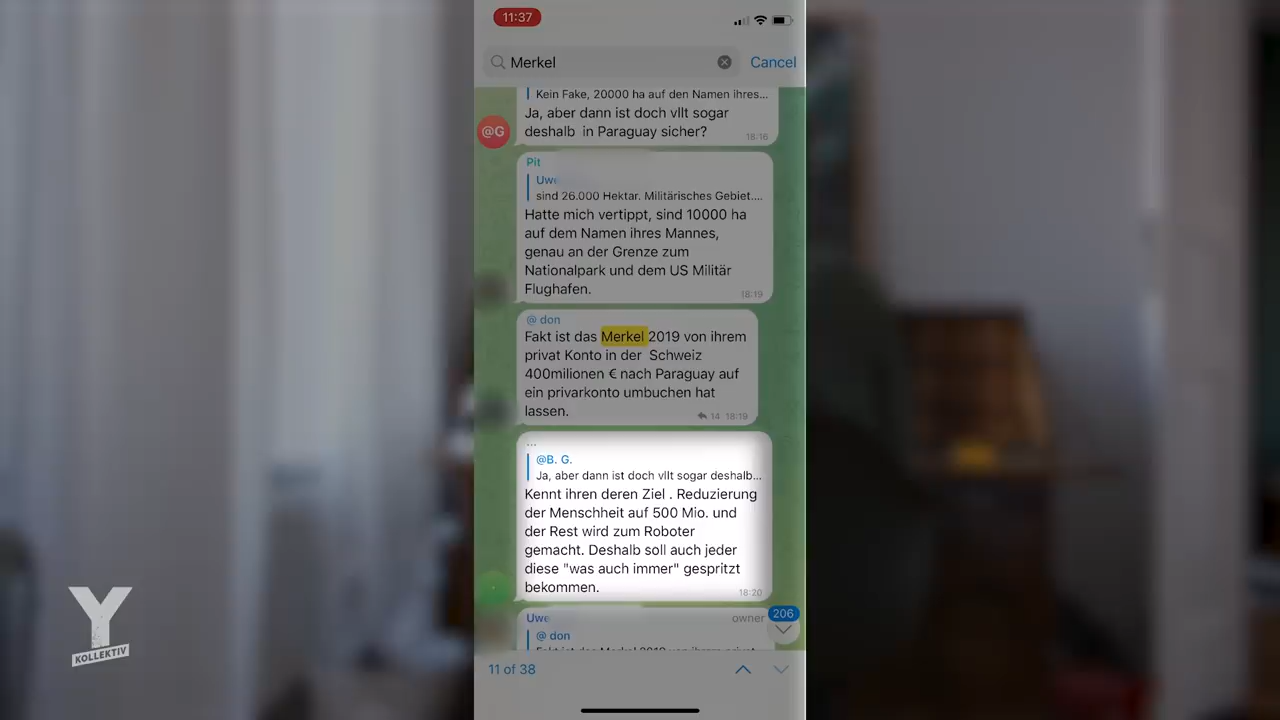 11:37
Merkel
Cancel
Kein Fake, 20000 ha auf den Namen ihres...
Ja, aber dann ist doch vllt sogar
deshalb in Paraguay sicher?
18:16
@G
Pit
Uwe
sind 26.000 Hektar. Militärisches Gebiet....
Hatte mich vertippt, sind 10000 ha
auf dem Namen ihres Mannes,
genau an der Grenze zum
Nationalpark und dem US Militär
Flughafen.
18:19
@ don
Fakt ist das Merkel 2019 von ihrem
privat Konto in der Schweiz
400milionen € nach Paraguay auf
ein privarkonto umbuchen hat
lassen.
14 18:19
...
@B. G.
Ja, aber dann ist doch vllt sogar deshalb...
Kennt ihren deren Ziel . Reduzierung
der Menschheit auf 500 Mio. und
der Rest wird zum Roboter
gemacht. Deshalb soll auch jeder
diese "was auch immer" gespritzt
bekommen.
18:20
Uwe
owner
206
@ don
11 of 38
Y
KOLLEKTIV